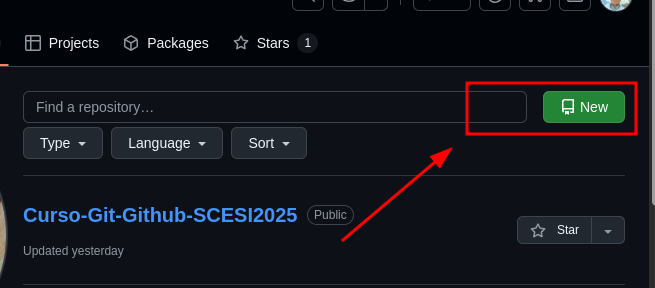 Projects Packages Stars 1
Find a repository… New
Type Language Sort
Curso-Git-Github-SCESI2025 Public
Star
Updated yesterday